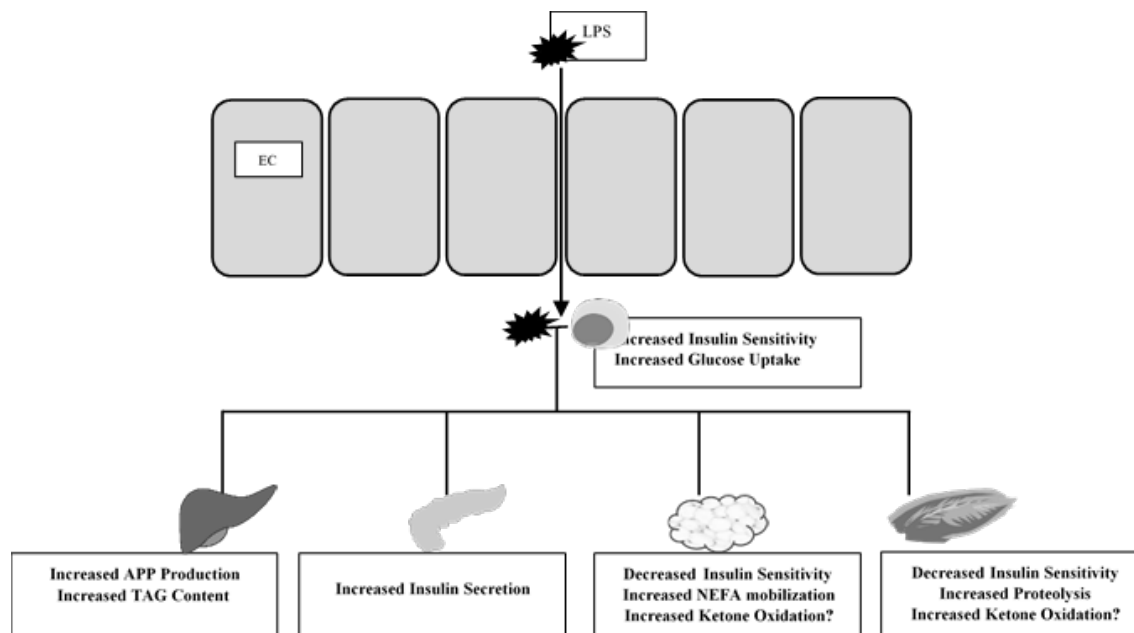 LPS
EC
Increased Insulin Sensitivity
Increased Glucose Uptake
Increased APP Production
Increased TAG Content
Increased Insulin Secretion
Decreased Insulin Sensitivity
Increased NEFA mobilization
Increased Ketone Oxidation?
Decreased Insulin Sensitivity
Increased Proteolysis
Increased Ketone Oxidation?